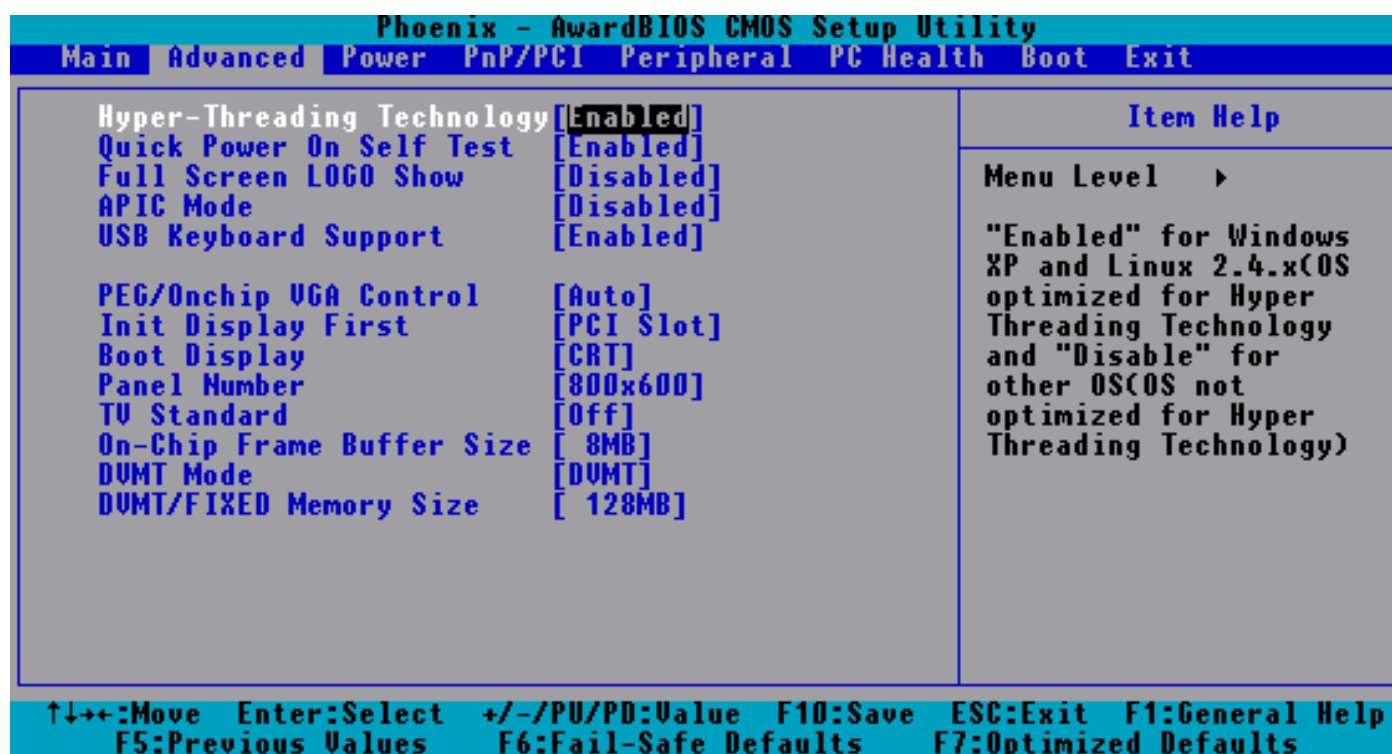 Phoenix - AwardBIOS CMOS Setup Utility
Main Advanced Power PnP/PCI Peripheral PC Health Boot Exit
Hyper-Threading Technology[Enabled]
Quick Power On Self Test [Enabled]
Full Screen LOGO Show [Disabled]
APIC Mode [Disabled]
USB Keyboard Support [Enabled]
PEG/Onchip VGA Control [Auto]
Init Display First [PCI Slot]
Boot Display [CRT]
Panel Number [800x600]
TV Standard [Off]
On-Chip Frame Buffer Size [ 8MB]
DVMT Mode [DVMT]
DVMT/FIXED Memory Size [ 128MB]
Item Help
Menu Level ▸
"Enabled" for Windows
XP and Linux 2.4.x(OS
optimized for Hyper
Threading Technology
and "Disable" for
other OS(OS not
optimized for Hyper
Threading Technology)
↑↓→←:Move Enter:Select +/-/PU/PD:Value F10:Save ESC:Exit F1:General Help
F5:Previous Values F6:Fail-Safe Defaults F7:Optimized Defaults